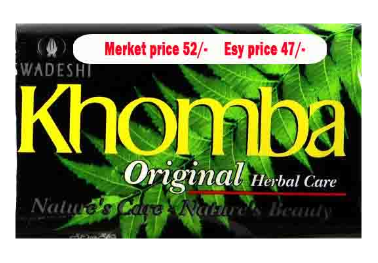 Merket price 52/- Esy price 47/-
SWADESHI
Khomba
Original Herbal Care
Nature's Care - Nature's Beauty